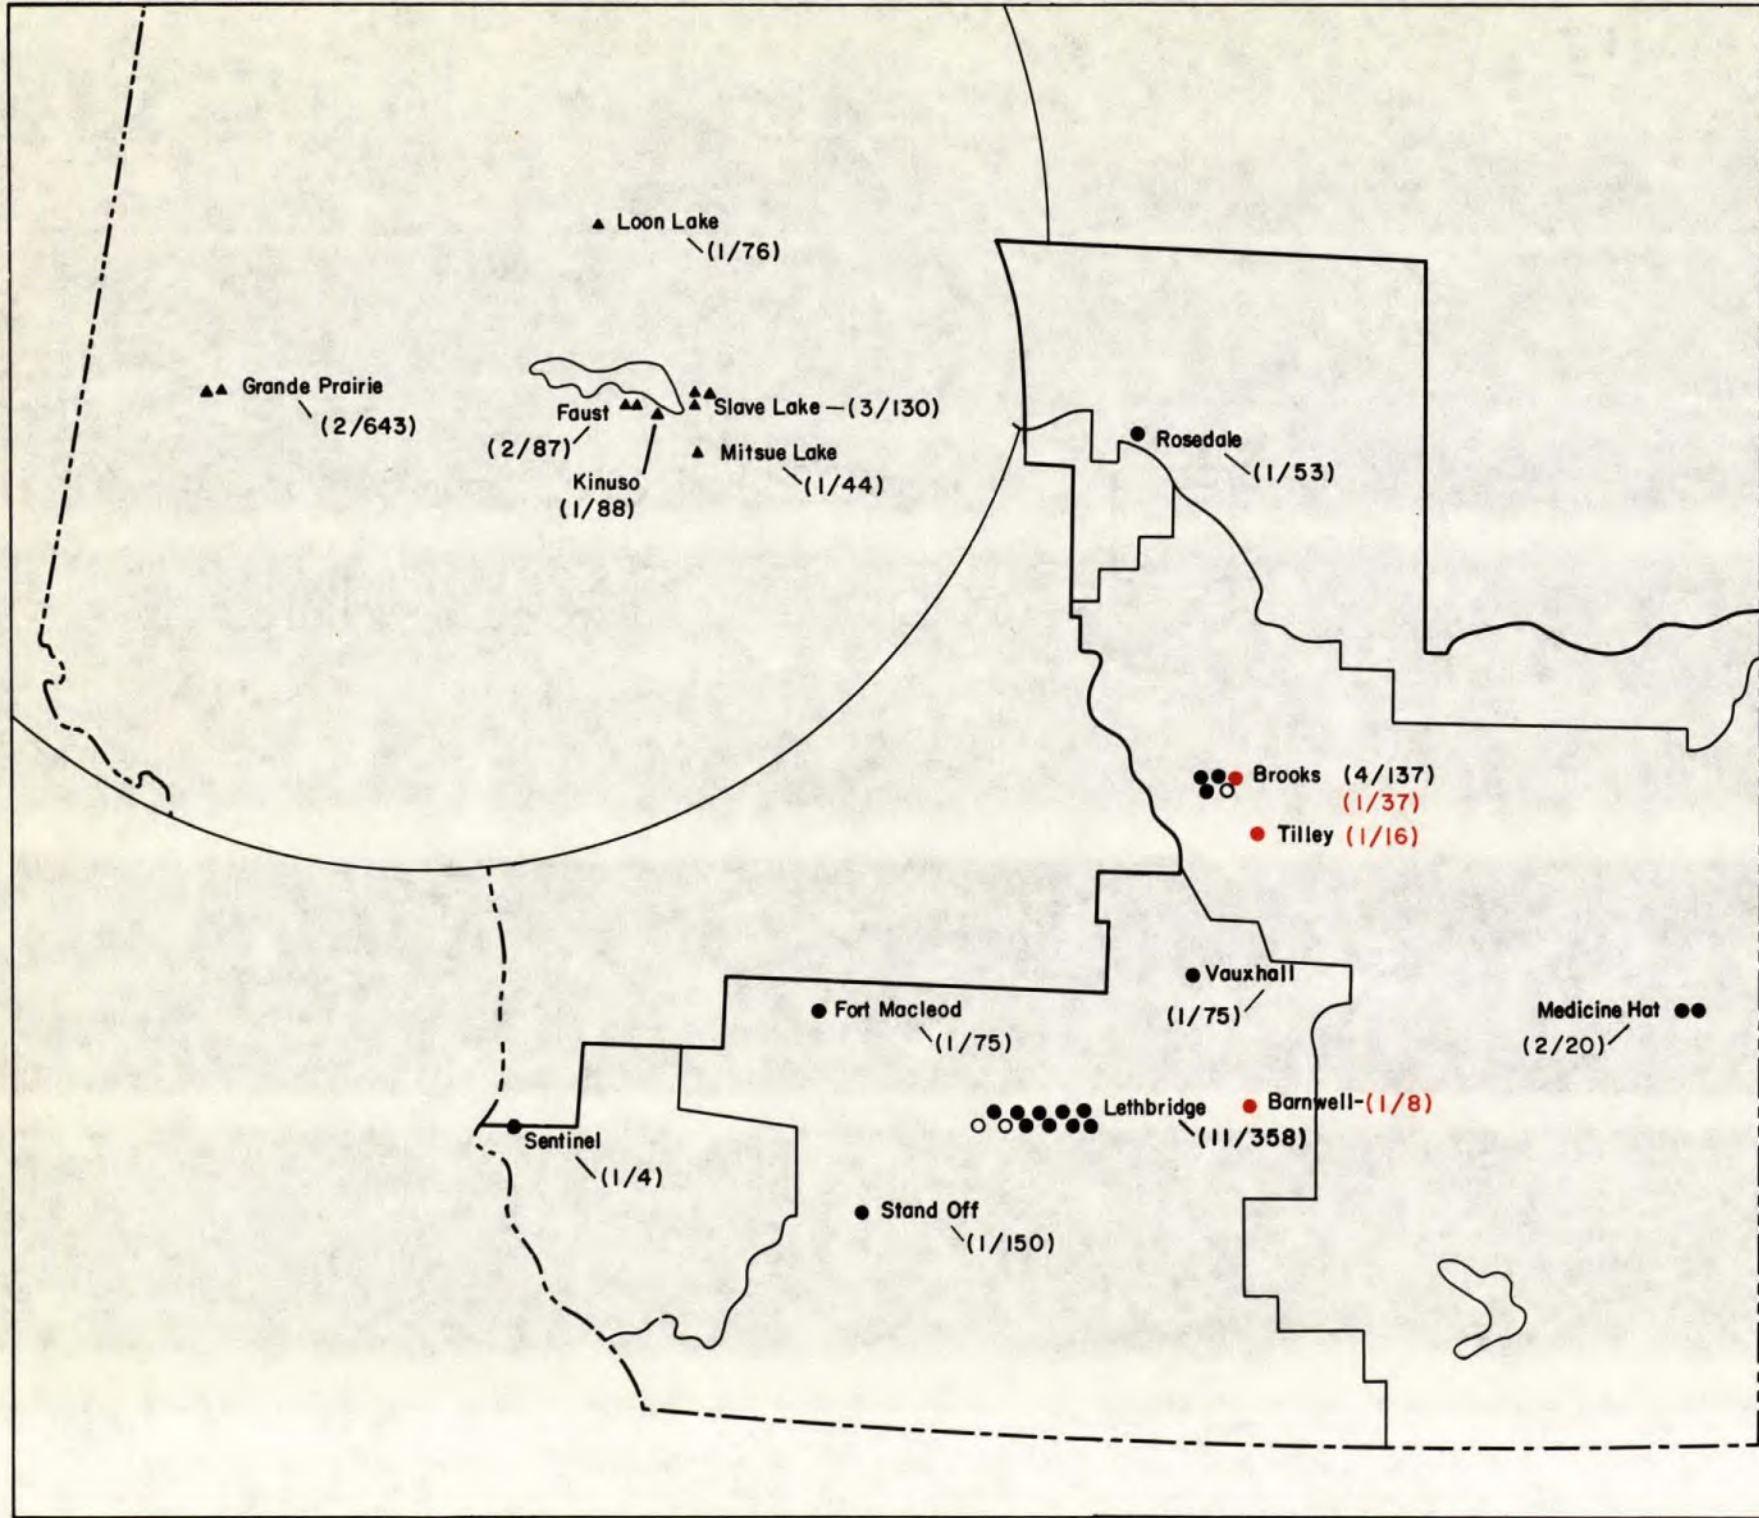 Loon Lake
(1/76)
Grande Prairie
(2/643)
Faust
(2/87)
Slave Lake—(3/130)
Kinuso
(1/88)
Mitsue Lake
(1/44)
Rosedale
(1/53)
Brooks (4/137)
(1/37)
Tilley (1/16)
Vauxhall
(1/75)
Fort Macleod
(1/75)
Medicine Hat
(2/20)
Lethbridge
(11/358)
Barnwell-(1/8)
Sentinel
(1/4)
Stand Off
(1/150)